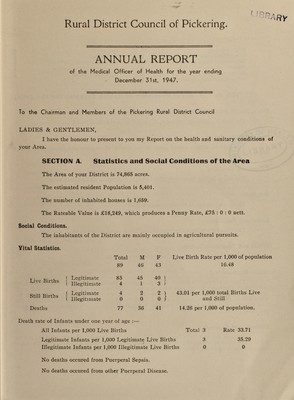 LIBRARY
Rural District Council of Pickering.
ANNUAL REPORT
of the Medical Officer of Health for the year ending
December 31st, 1947.
To the Chairman and Members of the Pickering Rural District Council
LADIES & GENTLEMEN,
I have the honour to present to you my Report on the health and sanitary conditions of
your Area.
SECTION A. Statistics and Social Conditions of the Area
The Area of your District is 74,865 acres.
The estimated resident Population is 5,401.
The number of inhabited houses is 1,659.
The Rateable Value is £18,249, which produces a Penny Rate, £75 : 0 : 0 nett.
Social Conditions.
The inhabitants of the District are mainly occupied in agricultural pursuits.
Vital Statistics.
Total M F Live Birth Rate per 1,000 of population
89 46 43 16.48
Live Births { Legitimate 85 45 40 }
{ Illegitimate 4 1 3 }
Still Births { Legitimate 4 2 2 } 43.01 per 1,000 total Births Live
{ Illegitimate 0 0 0 } and Still
Deaths 77 36 41 14.26 per 1,000 of population.
Death rate of Infants under one year of age :—
All Infants per 1,000 Live Births Total 3 Rate 33.71
Legitimate Infants per 1,000 Legitimate Live Births 3 35.29
Illegitimate Infants per 1,000 Illegitimate Live Births 0 0
No deaths occured from Puerperal Sepsis.
No deaths occured from other Puerperal Disease.